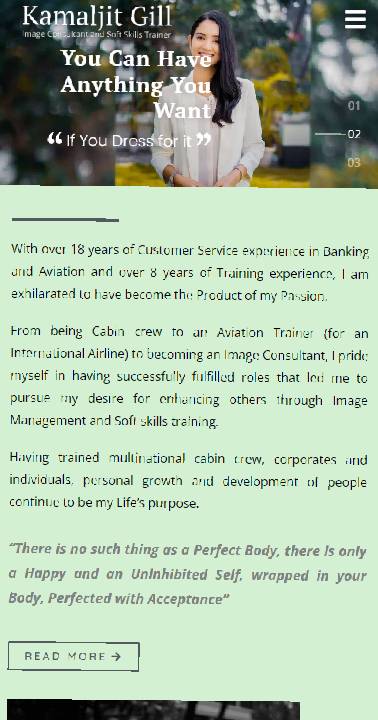 Kamaljit Gill
Image Consultant and Soft Skills Trainer
You Can Have
Anything You
Want
“ If You Dress for it ”
01
02
03
With over 18 years of Customer Service experience in Banking
and Aviation and over 8 years of Training experience, I am
exhilarated to have become the Product of my Passion.
From being Cabin crew to an Aviation Trainer (for an
International Airline) to becoming an Image Consultant, I pride
myself in having successfully fulfilled roles that led me to
pursue my desire for enhancing others through Image
Management and Soft skills training.
Having trained multinational cabin crew, corporates and
individuals, personal growth and development of people
continue to be my Life’s purpose.
“There is no such thing as a Perfect Body, there is only
a Happy and an Uninhibited Self, wrapped in your
Body, Perfected with Acceptance”
READ MORE →